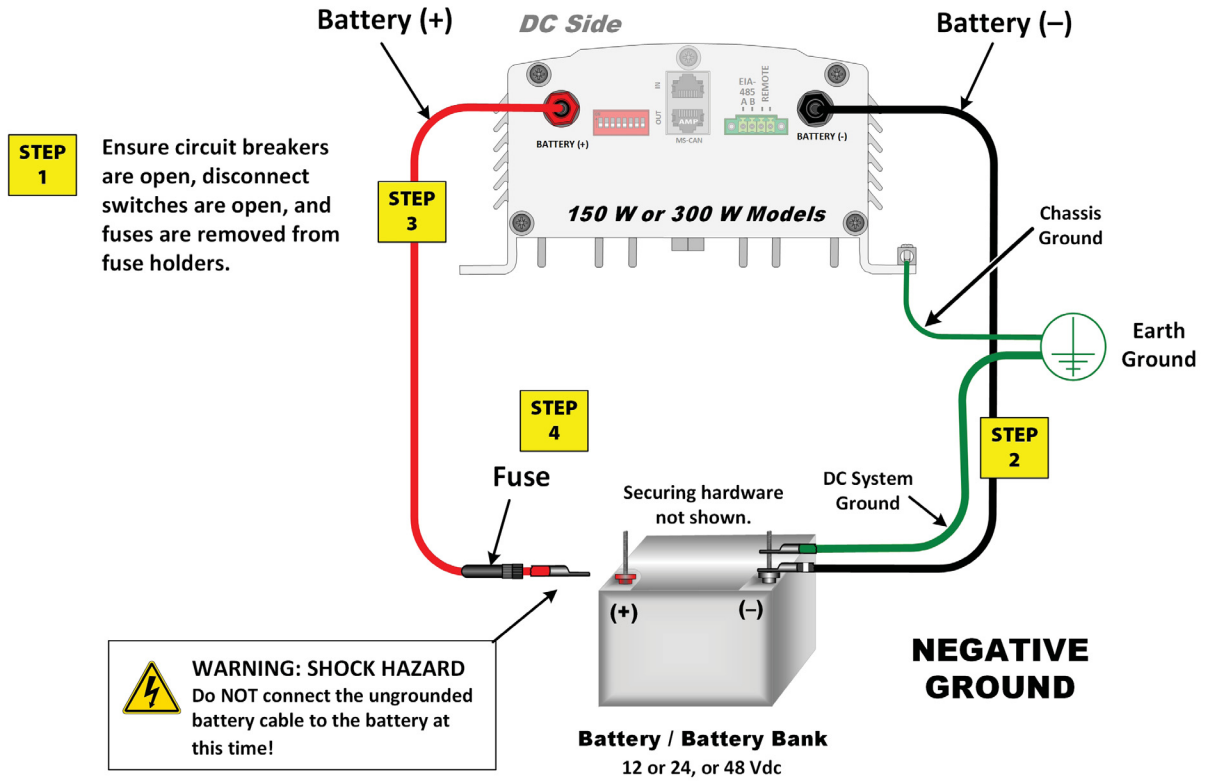 Battery (+)
DC Side
Battery (–)
IN
OUT
AMP
MS-CAN
EIA-
485
A B
REMOTE
BATTERY (+)
BATTERY (-)
STEP
1
Ensure circuit breakers
are open, disconnect
switches are open, and
fuses are removed from
fuse holders.
STEP
3
150 W or 300 W Models
Chassis
Ground
Earth
Ground
STEP
4
STEP
2
Fuse
Securing hardware
not shown.
DC System
Ground
(+)
(–)
WARNING: SHOCK HAZARD
Do NOT connect the ungrounded
battery cable to the battery at
this time!
NEGATIVE
GROUND
Battery / Battery Bank
12 or 24, or 48 Vdc